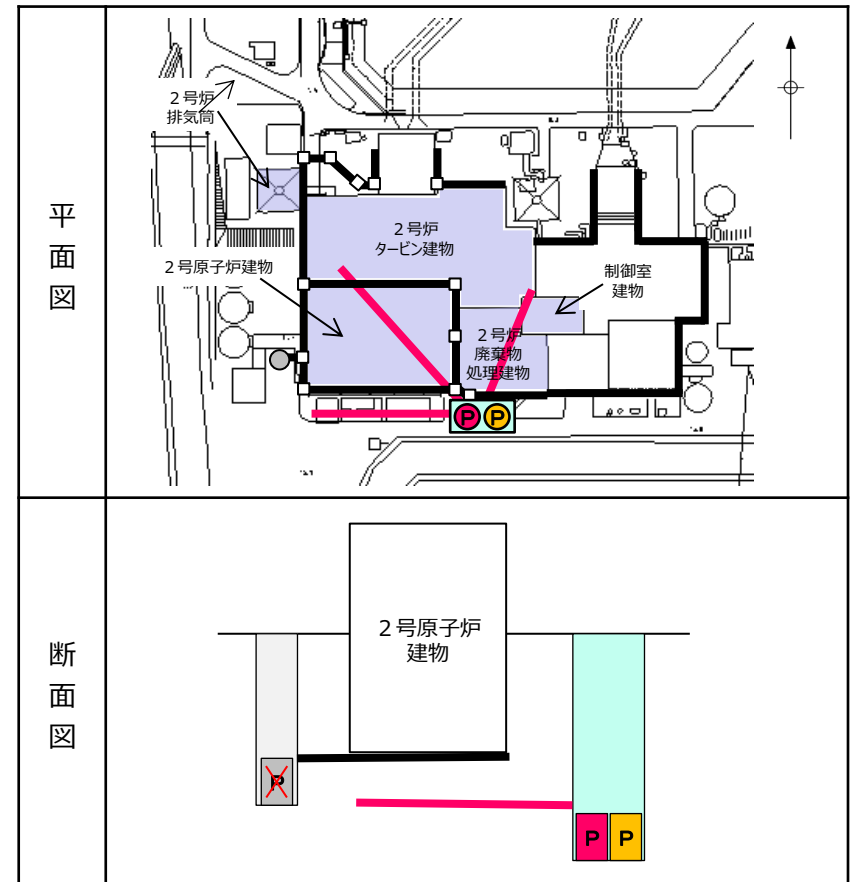 平面図
２号炉
排気筒
２号炉
タービン建物
２号原子炉建物
制御室
建物
２号炉
廃棄物
処理建物
P P
断面図
２号原子炉
建物
P
P P